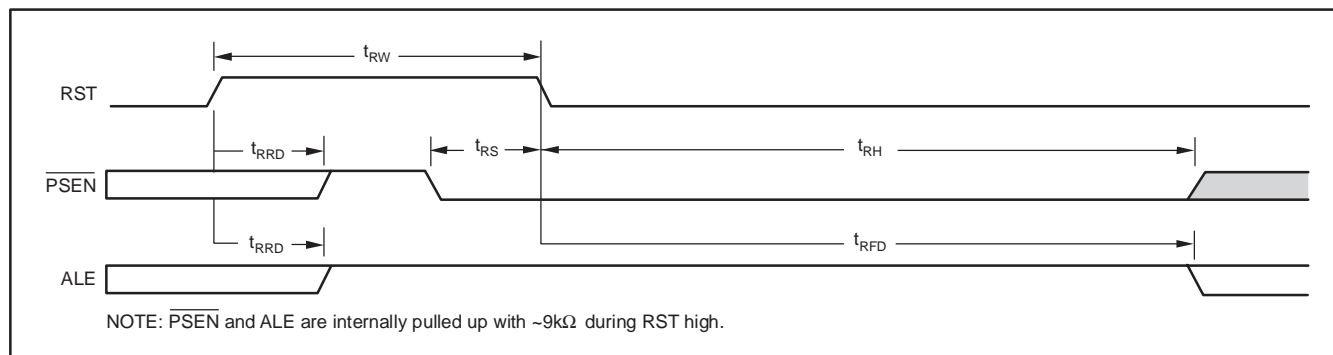 tRW
RST
tRRD
tRS
tRH
PSEN
tRRD
tRFD
ALE
NOTE: PSEN and ALE are internally pulled up with ~9kΩ during RST high.